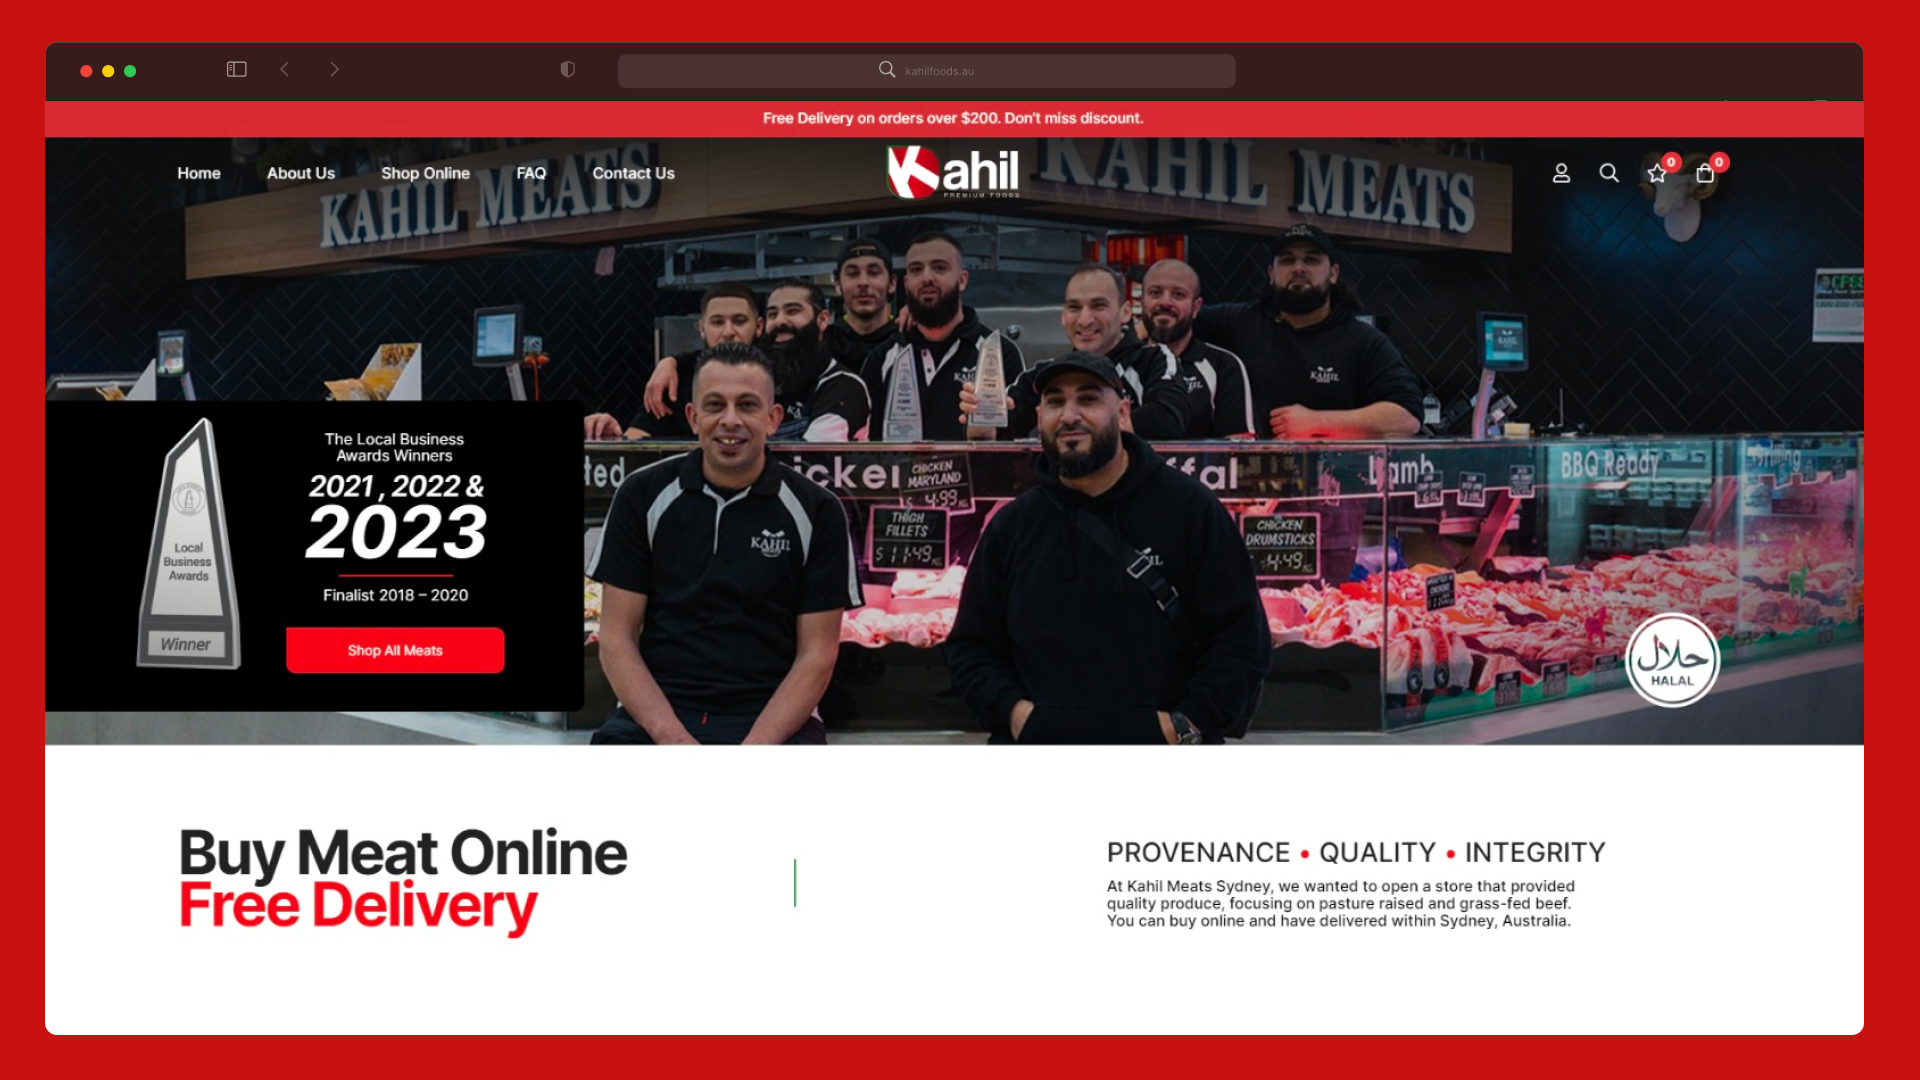 kahilfoods.au
Free Delivery on orders over $200. Don't miss discount.
Home
About Us
Shop Online
FAQ
Contact Us
Kahil
PREMIUM FOODS
0
0
KAHIL MEATS
KAHIL MEATS
The Local Business
Awards Winners
2021 , 2022 &
2023
Finalist 2018 – 2020
Shop All Meats
Local
Business
Awards
Winner
KAHIL
KAHIL
KAHIL
CHICKEN
MARYLAND
4.99
THIGH
FILLETS
$ 11.49
CHICKEN
DRUMSTICKS
4.49
Lamb
BBQ Ready
حلال
HALAL
Buy Meat Online
Free Delivery
PROVENANCE • QUALITY • INTEGRITY
At Kahil Meats Sydney, we wanted to open a store that provided
quality produce, focusing on pasture raised and grass-fed beef.
You can buy online and have delivered within Sydney, Australia.